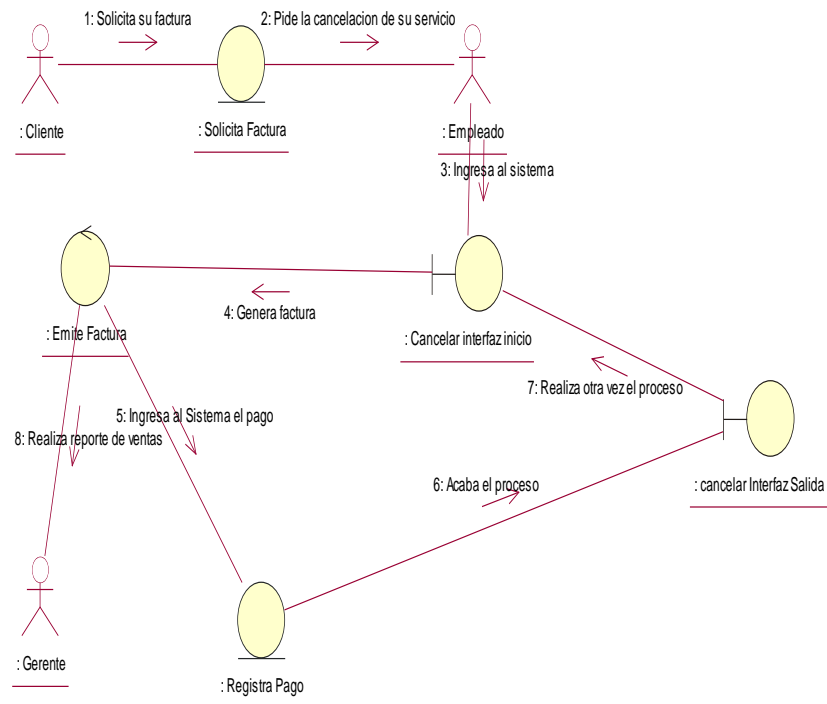 1: Solicita su factura
2: Pide la cancelacion de su servicio
: Cliente
: Solicita Factura
: Empleado
3: Ingresa al sistema
4: Genera factura
: Emite Factura
: Cancelar interfaz inicio
5: Ingresa al Sistema el pago
7: Realiza otra vez el proceso
8: Realiza reporte de ventas
6: Acaba el proceso
: cancelar Interfaz Salida
: Gerente
: Registra Pago